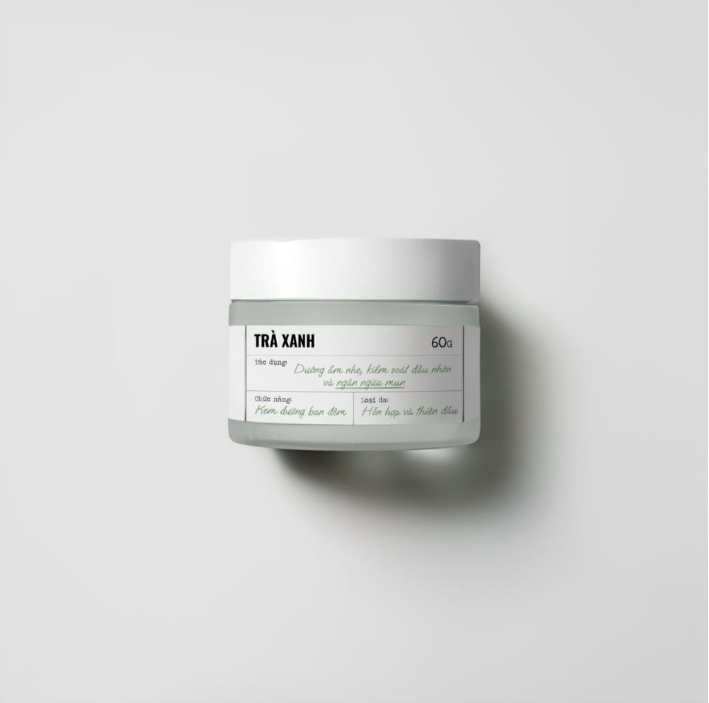 TRÀ XANH
60G
Tác dụng:
Dưỡng ẩm nhẹ, kiểm soát dầu nhờn
và ngăn ngừa mụn
Chức năng:
Kem dưỡng ban đêm
Loại da:
Hỗn hợp và thiên dầu